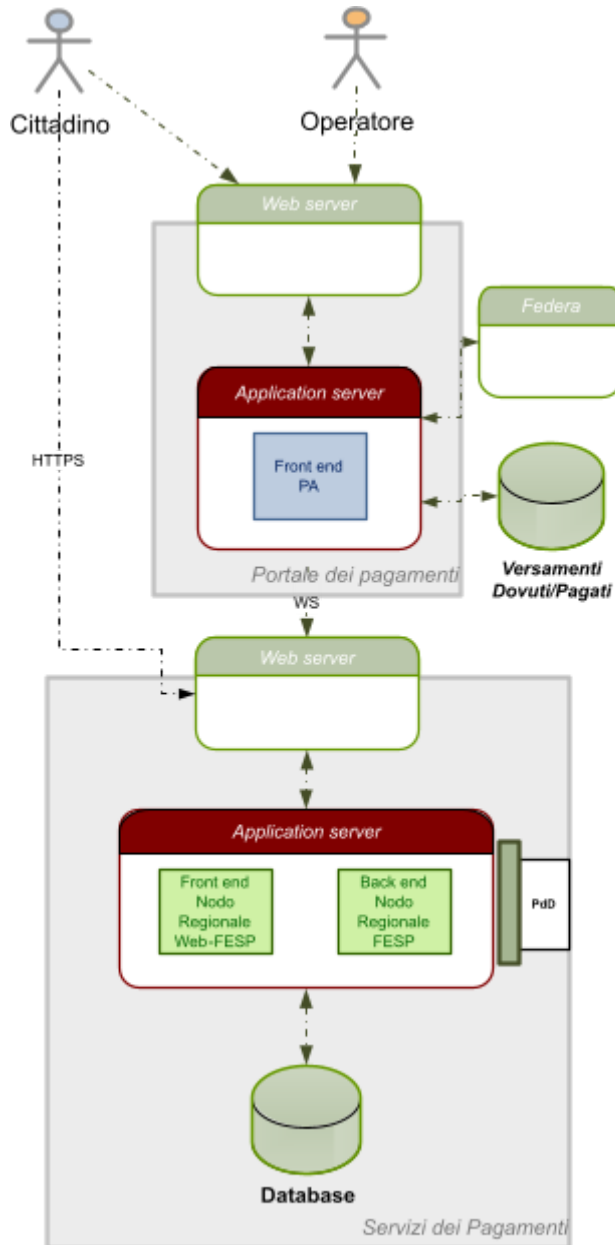 Cittadino
Operatore
Web server
Federa
Application server
Front end
PA
HTTPS
Versamenti
Dovuti/Pagati
Portale dei pagamenti
WS
Web server
Application server
Front end
Nodo
Regionale
Web-FESP
Back end
Nodo
Regionale
FESP
PdD
Database
Servizi dei Pagamenti